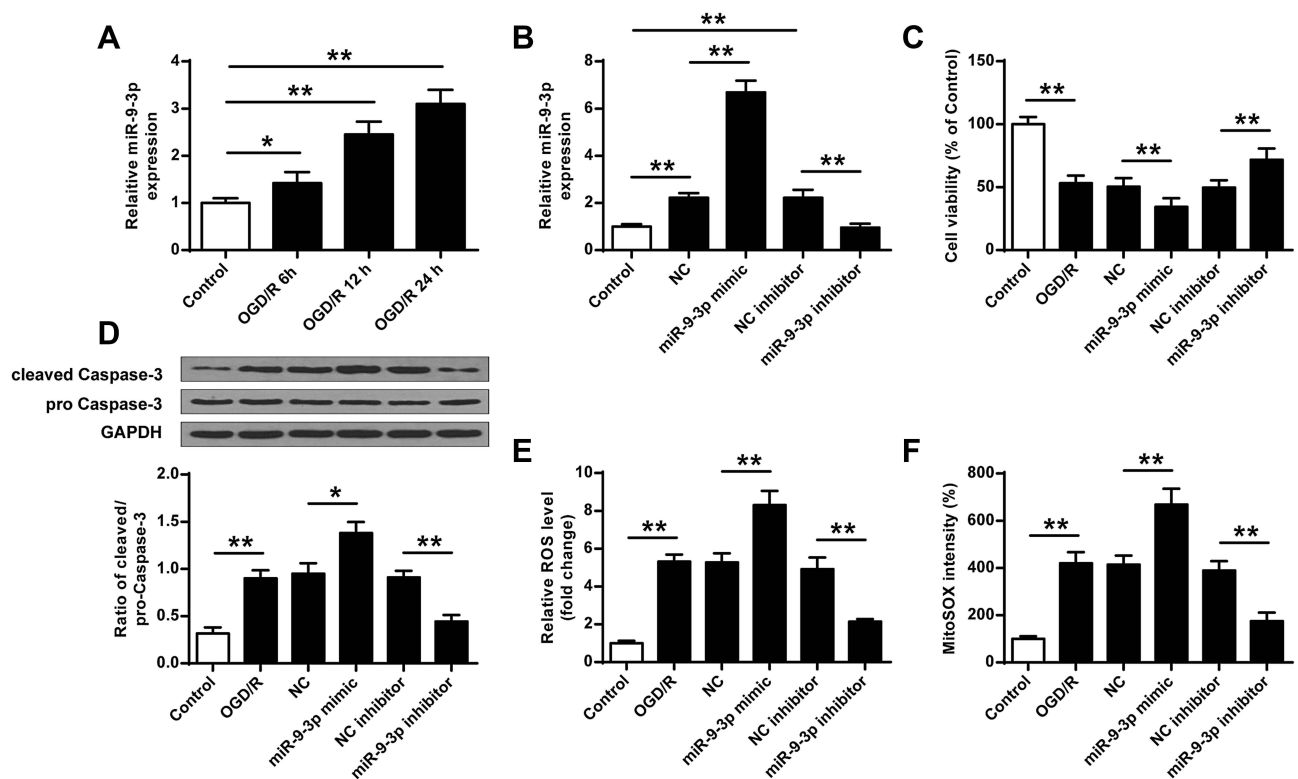 A
Relaitive miR-9-3p
expression
4
3
2
1
0
**
**
*
Control
OGD/R 6h
OGD/R 12 h
OGD/R 24 h
B
Relaitive miR-9-3p
expression
8
6
4
2
0
**
**
**
**
Control
NC
miR-9-3p mimic
NC inhibitor
miR-9-3p inhibitor
C
Cell viability (% of Control)
150
100
50
0
**
**
**
Control
OGD/R
NC
miR-9-3p mimic
NC inhibitor
miR-9-3p inhibitor
D
cleaved Caspase-3
pro Caspase-3
GAPDH
Ratio of cleaved/
pro-Caspase-3
2.0
1.5
1.0
0.5
0.0
**
*
**
Control
OGD/R
NC
miR-9-3p mimic
NC inhibitor
miR-9-3p inhibitor
E
Relative ROS level
(fold change)
10
8
6
4
2
0
**
**
**
Control
OGD/R
NC
miR-9-3p mimic
NC inhibitor
miR-9-3p inhibitor
F
MitoSOX intensity (%)
800
600
400
200
0
**
**
**
Control
OGD/R
NC
miR-9-3p mimic
NC inhibitor
miR-9-3p inhibitor